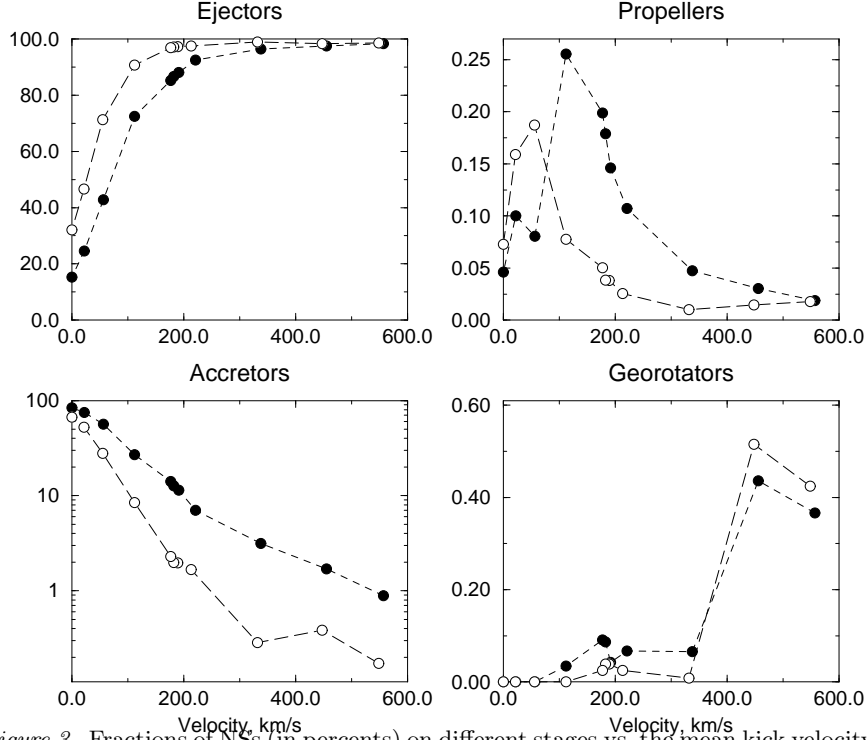 Ejectors
Propellers
100.0
80.0
60.0
40.0
20.0
0.0
0.0 200.0 400.0 600.0
0.25
0.20
0.15
0.10
0.05
0.00
0.0 200.0 400.0 600.0
Accretors
Georotators
100
10
1
0.0 200.0 400.0 600.0
Velocity, km/s
0.60
0.40
0.20
0.00
0.0 200.0 400.0 600.0
Velocity, km/s
Fractions of NSs (in percents) on different stages vs. the mean kick velocity